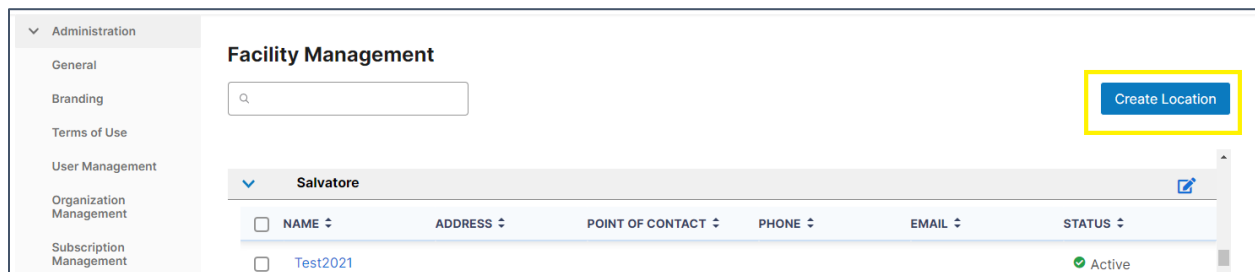 Administration
General
Branding
Terms of Use
User Management
Organization
Management
Subscription
Management
Facility Management
Create Location
Salvatore
NAME ADDRESS POINT OF CONTACT PHONE EMAIL STATUS
Test2021 Active